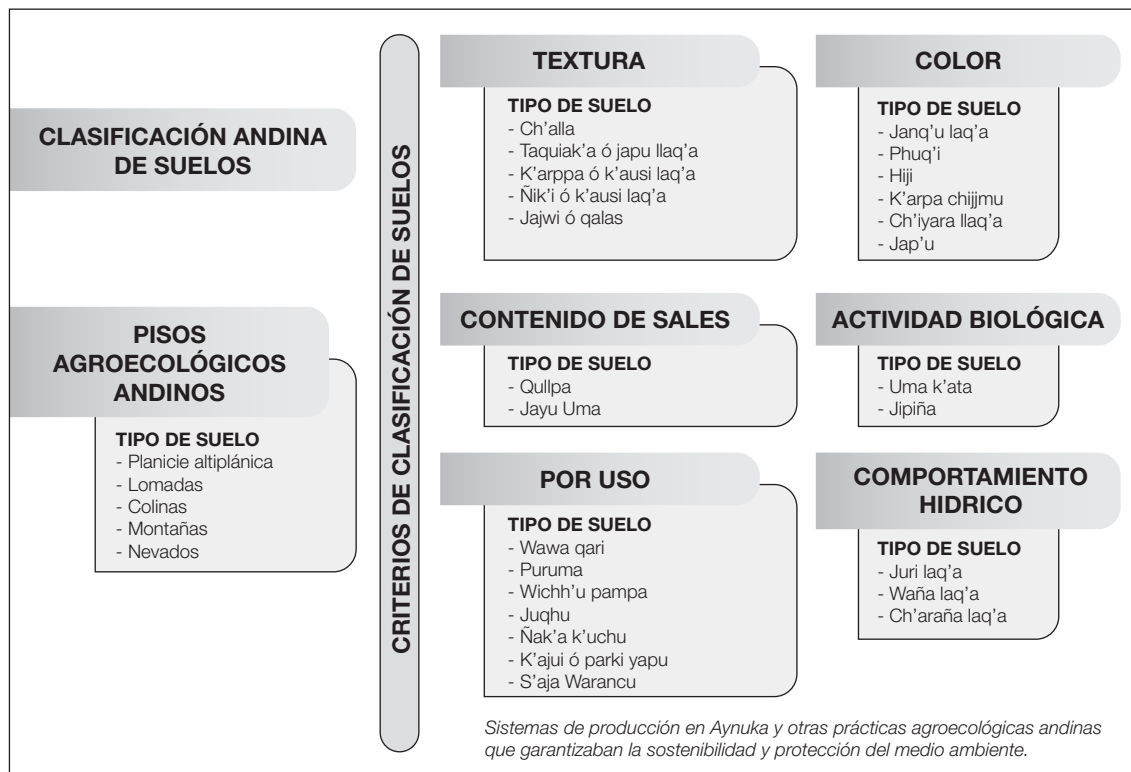 CLASIFICACIÓN ANDINA
DE SUELOS
PISOS
AGROECOLÓGICOS
ANDINOS
TIPO DE SUELO
- Planicie altiplánica
- Lomadas
- Colinas
- Montañas
- Nevados
CRITERIOS DE CLASIFICACIÓN DE SUELOS
TEXTURA
TIPO DE SUELO
- Ch’alla
- Taquiak’a ó japu llaq’a
- K’arppa ó k’ausi laq’a
- Ñik’i ó k’ausi laq’a
- Jajwi ó qalas
COLOR
TIPO DE SUELO
- Janq’u laq’a
- Phuq’i
- Hiji
- K’arpa chijjmu
- Ch’iyara llaq’a
- Jap’u
CONTENIDO DE SALES
TIPO DE SUELO
- Qullpa
- Jayu Uma
ACTIVIDAD BIOLÓGICA
TIPO DE SUELO
- Uma k’ata
- Jipiña
POR USO
TIPO DE SUELO
- Wawa qari
- Puruma
- Wichh’u pampa
- Juqhu
- Ñak’a k’uchu
- K’ajui ó parki yapu
- S’aja Warancu
COMPORTAMIENTO
HIDRICO
TIPO DE SUELO
- Juri laq’a
- Waña laq’a
- Ch’araña laq’a
Sistemas de producción en Aynuka y otras prácticas agroecológicas andinas
que garantizaban la sostenibilidad y protección del medio ambiente.